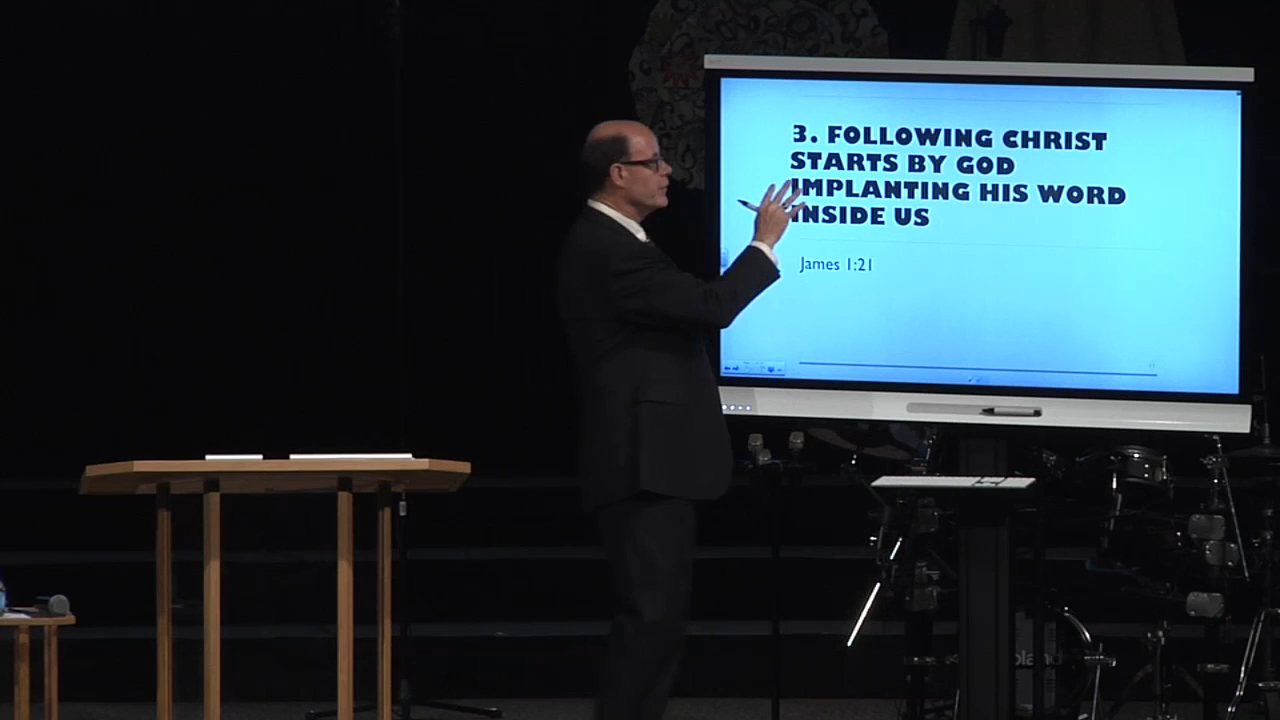 3. FOLLOWING CHRIST
STARTS BY GOD
IMPLANTING HIS WORD
INSIDE US
James 1:21